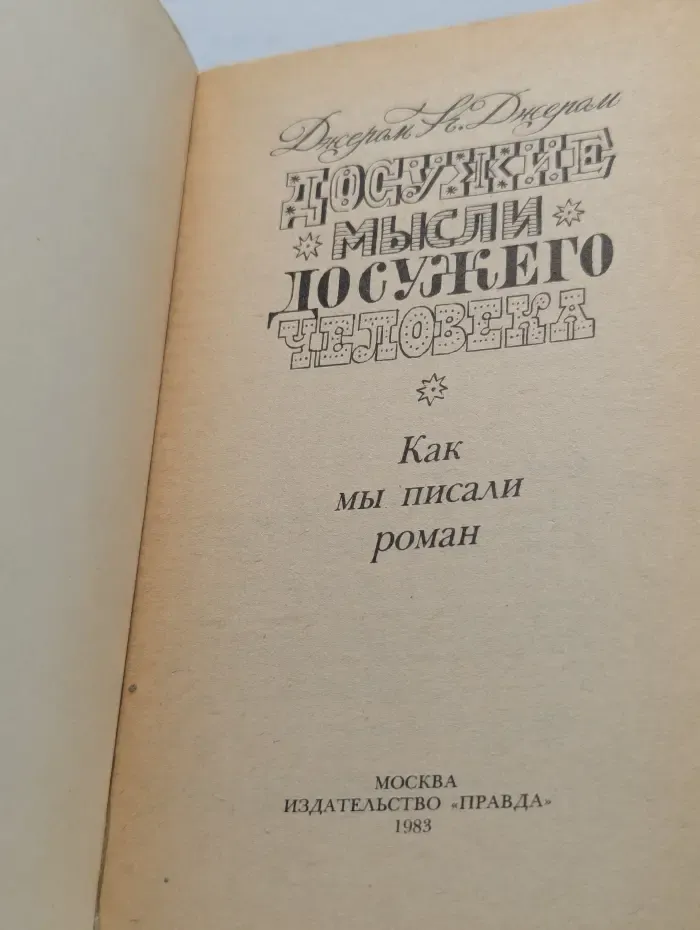 Джером К. Джером
ДОСУЖИЕ
МЫСЛИ
ДОСУЖЕГО
ЧЕЛОВЕКА
Как
мы писали
роман
МОСКВА
ИЗДАТЕЛЬСТВО «ПРАВДА»
1983